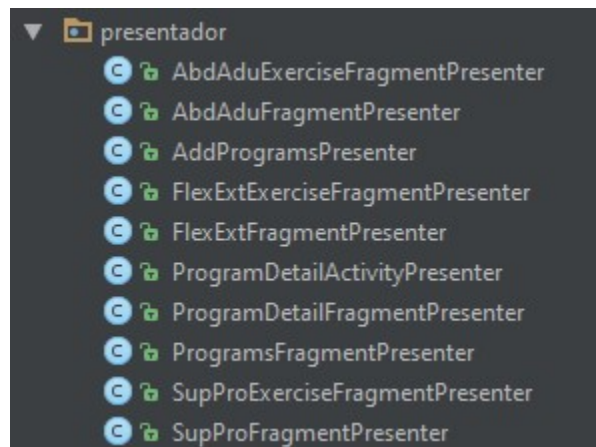 presentador
C AbdAduExerciseFragmentPresenter
C AbdAduFragmentPresenter
C AddProgramsPresenter
C FlexExtExerciseFragmentPresenter
C FlexExtFragmentPresenter
C ProgramDetailActivityPresenter
C ProgramDetailFragmentPresenter
C ProgramsFragmentPresenter
C SupProExerciseFragmentPresenter
C SupProFragmentPresenter